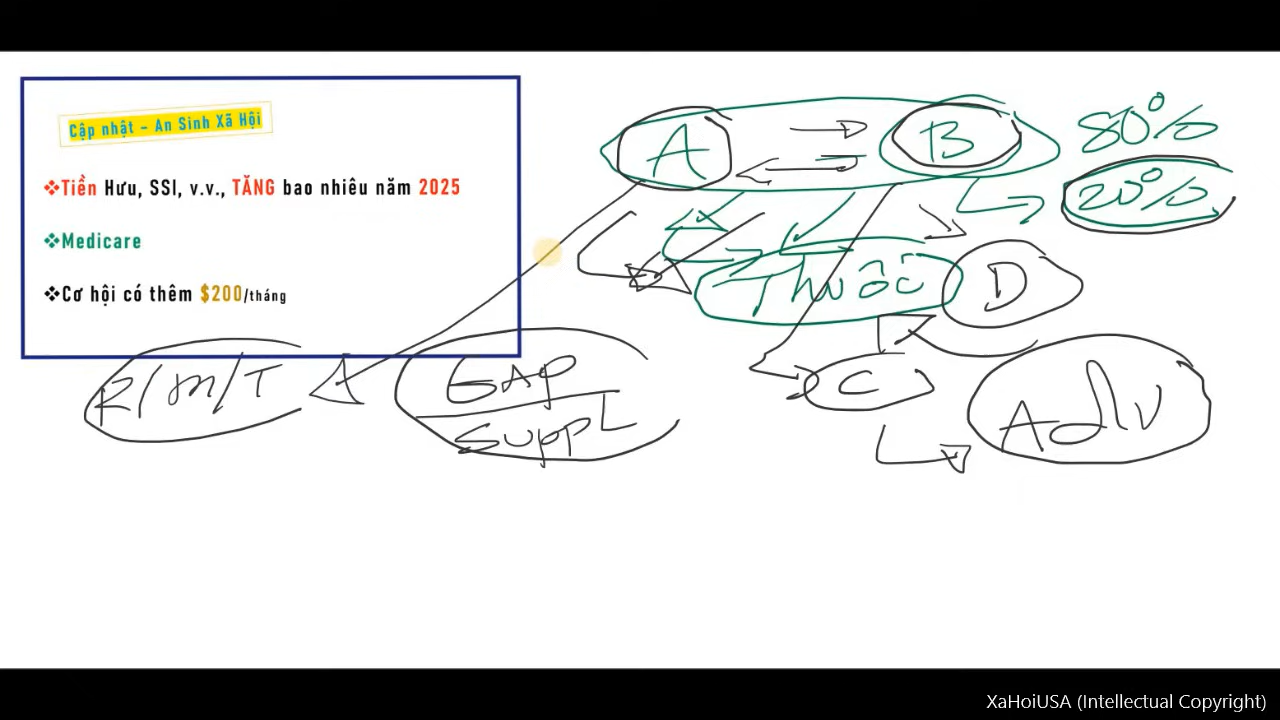 Cập nhật – An Sinh Xã Hội
❖Tiền Hưu, SSI, v.v., TĂNG bao nhiêu năm 2025
❖Medicare
❖Cơ hội có thêm $200/tháng
A
B
80%
20%
Thuốc
D
C
Adv
GAP
SUPPL
R/M/T
XaHoiUSA (Intellectual Copyright)